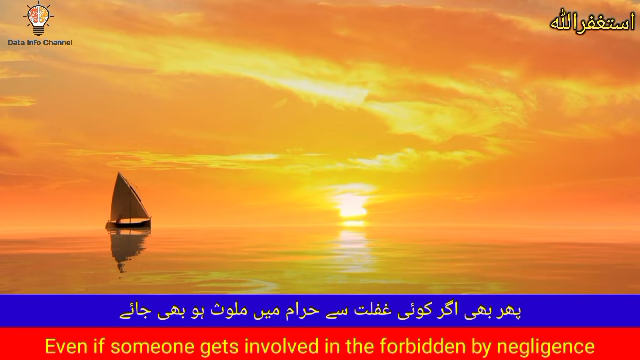 Data Info Channel
أستغفرالله
پھر بھی اگر کوئی غفلت سے حرام میں ملوث ہو بھی جائے
Even if someone gets involved in the forbidden by negligence